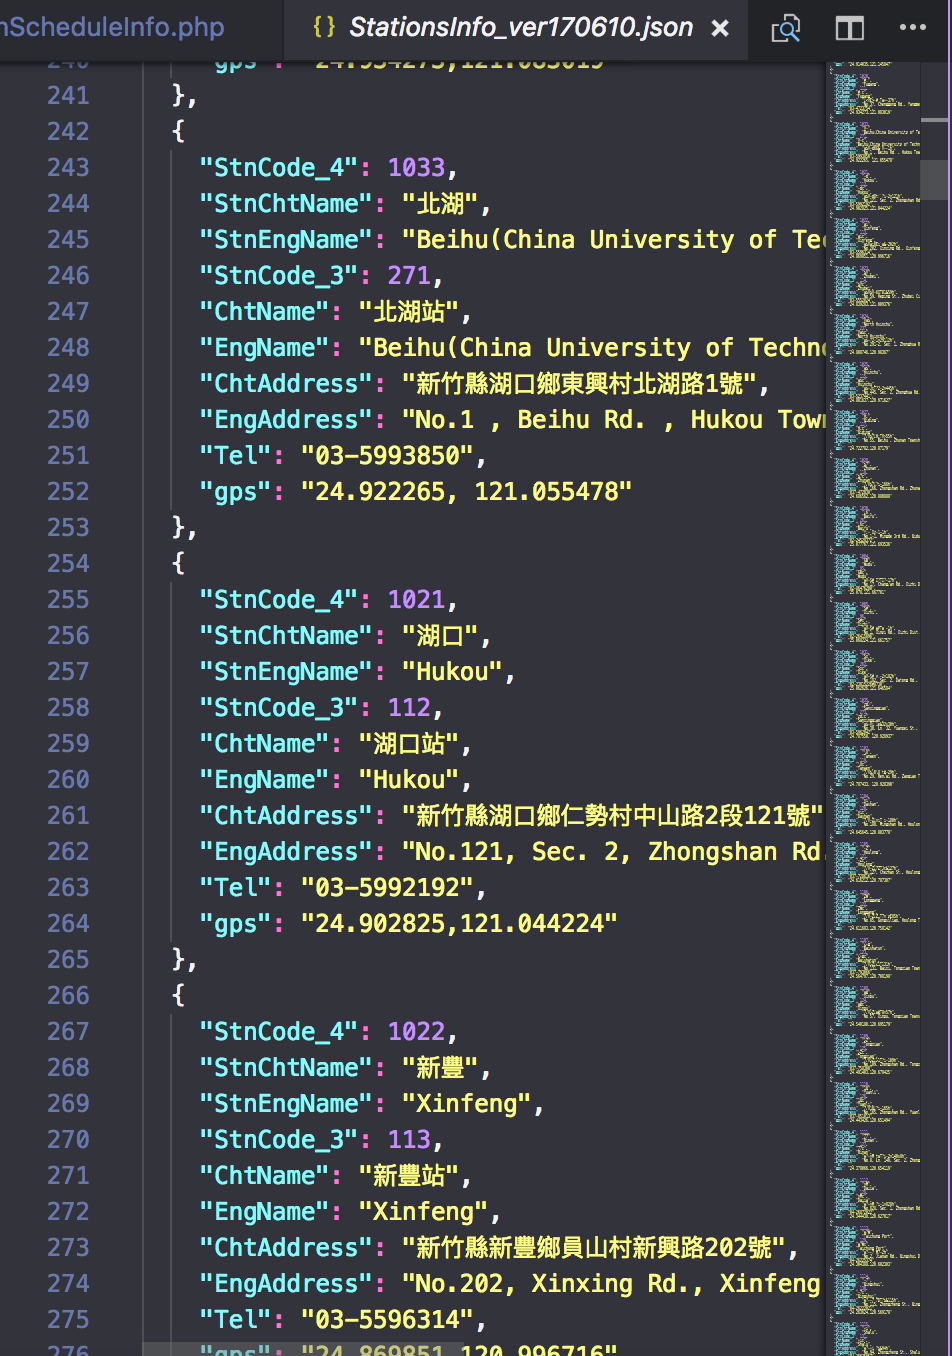 nScheduleInfo.php
{} StationsInfo_ver170610.json ×
240 "gps": "24.934273,121.083019"
241 },
242 {
243 "StnCode_4": 1033,
244 "StnChtName": "北湖",
245 "StnEngName": "Beihu(China University of Tec
246 "StnCode_3": 271,
247 "ChtName": "北湖站",
248 "EngName": "Beihu(China University of Techno
249 "ChtAddress": "新竹縣湖口鄉東興村北湖路1號",
250 "EngAddress": "No.1 , Beihu Rd. , Hukou Town
251 "Tel": "03-5993850",
252 "gps": "24.922265, 121.055478"
253 },
254 {
255 "StnCode_4": 1021,
256 "StnChtName": "湖口",
257 "StnEngName": "Hukou",
258 "StnCode_3": 112,
259 "ChtName": "湖口站",
260 "EngName": "Hukou",
261 "ChtAddress": "新竹縣湖口鄉仁勢村中山路2段121號"
262 "EngAddress": "No.121, Sec. 2, Zhongshan Rd.
263 "Tel": "03-5992192",
264 "gps": "24.902825,121.044224"
265 },
266 {
267 "StnCode_4": 1022,
268 "StnChtName": "新豐",
269 "StnEngName": "Xinfeng",
270 "StnCode_3": 113,
271 "ChtName": "新豐站",
272 "EngName": "Xinfeng",
273 "ChtAddress": "新竹縣新豐鄉員山村新興路202號",
274 "EngAddress": "No.202, Xinxing Rd., Xinfeng
275 "Tel": "03-5596314",
276 "gps": "24.869851,120.996716"